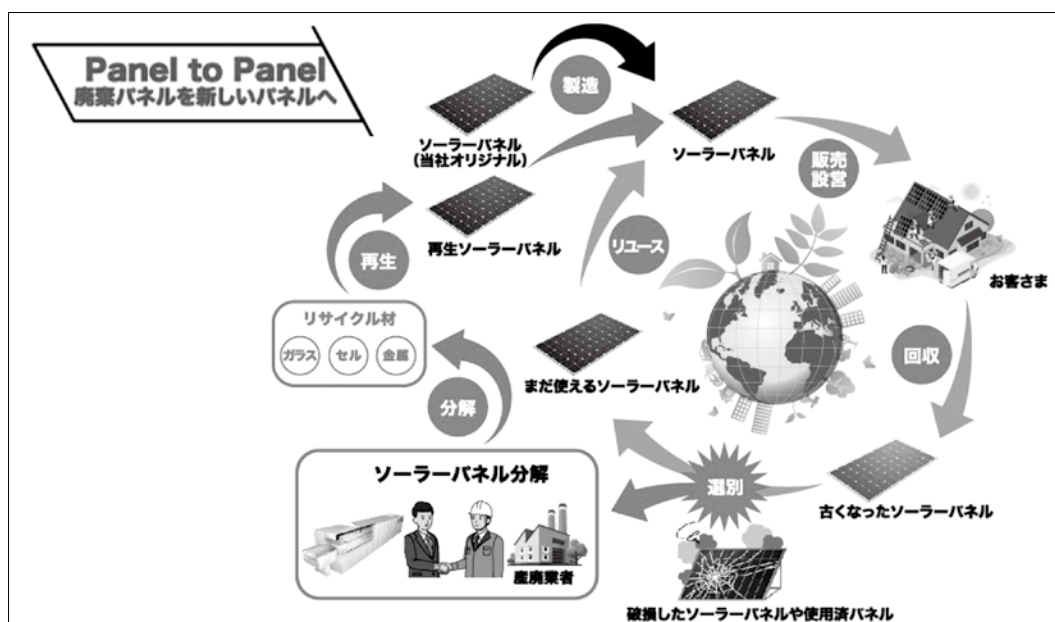 Panel to Panel
廃棄パネルを新しいパネルへ
製造
ソーラーパネル
(当社オリジナル)
ソーラーパネル
販売
設営
再生ソーラーパネル
再生
リユース
お客さま
リサイクル材
ガラス
セル
金属
まだ使えるソーラーパネル
回収
分解
ソーラーパネル分解
産廃業者
選別
古くなったソーラーパネル
破損したソーラーパネルや使用済パネル